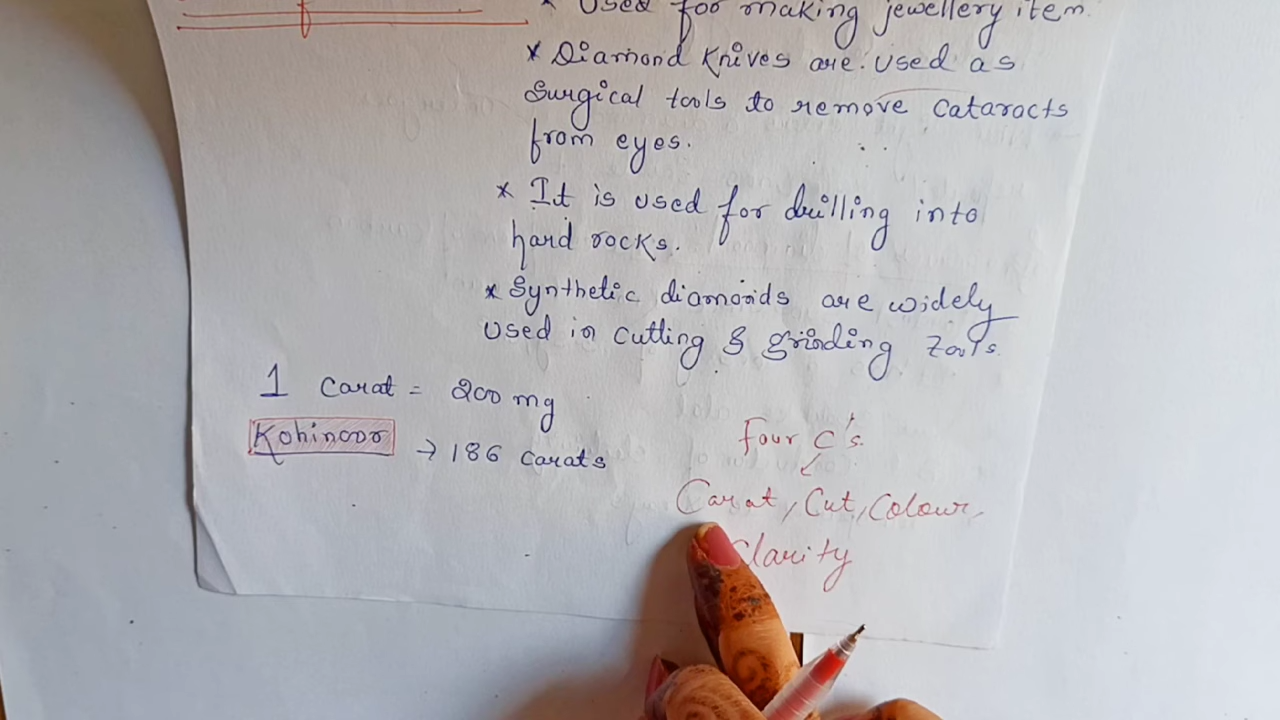 * Used for making jewellery item.
* Diamond Knives are used as
Surgical tools to remove cataracts
from eyes.
* It is used for drilling into
hard rocks.
* Synthetic diamonds are widely
used in cutting & grinding tools.
1 Carat = 200 mg
Kohinoor → 186 carats
Four C's.
Carat, Cut, Colour,
Clarity